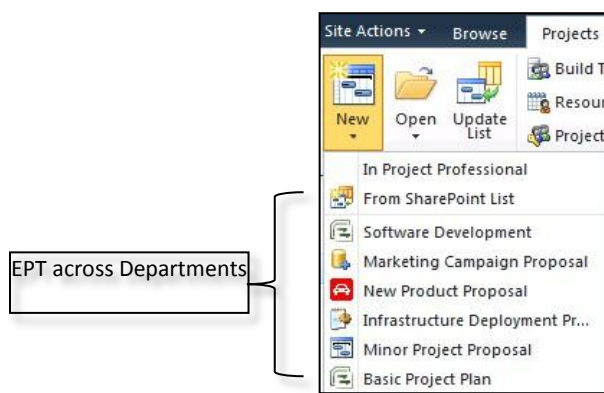 Site Actions Browse Projects
Build T
New Open Update List Resour
Project
In Project Professional
From SharePoint List
EPT across Departments
Software Development
Marketing Campaign Proposal
New Product Proposal
Infrastructure Deployment Pr...
Minor Project Proposal
Basic Project Plan